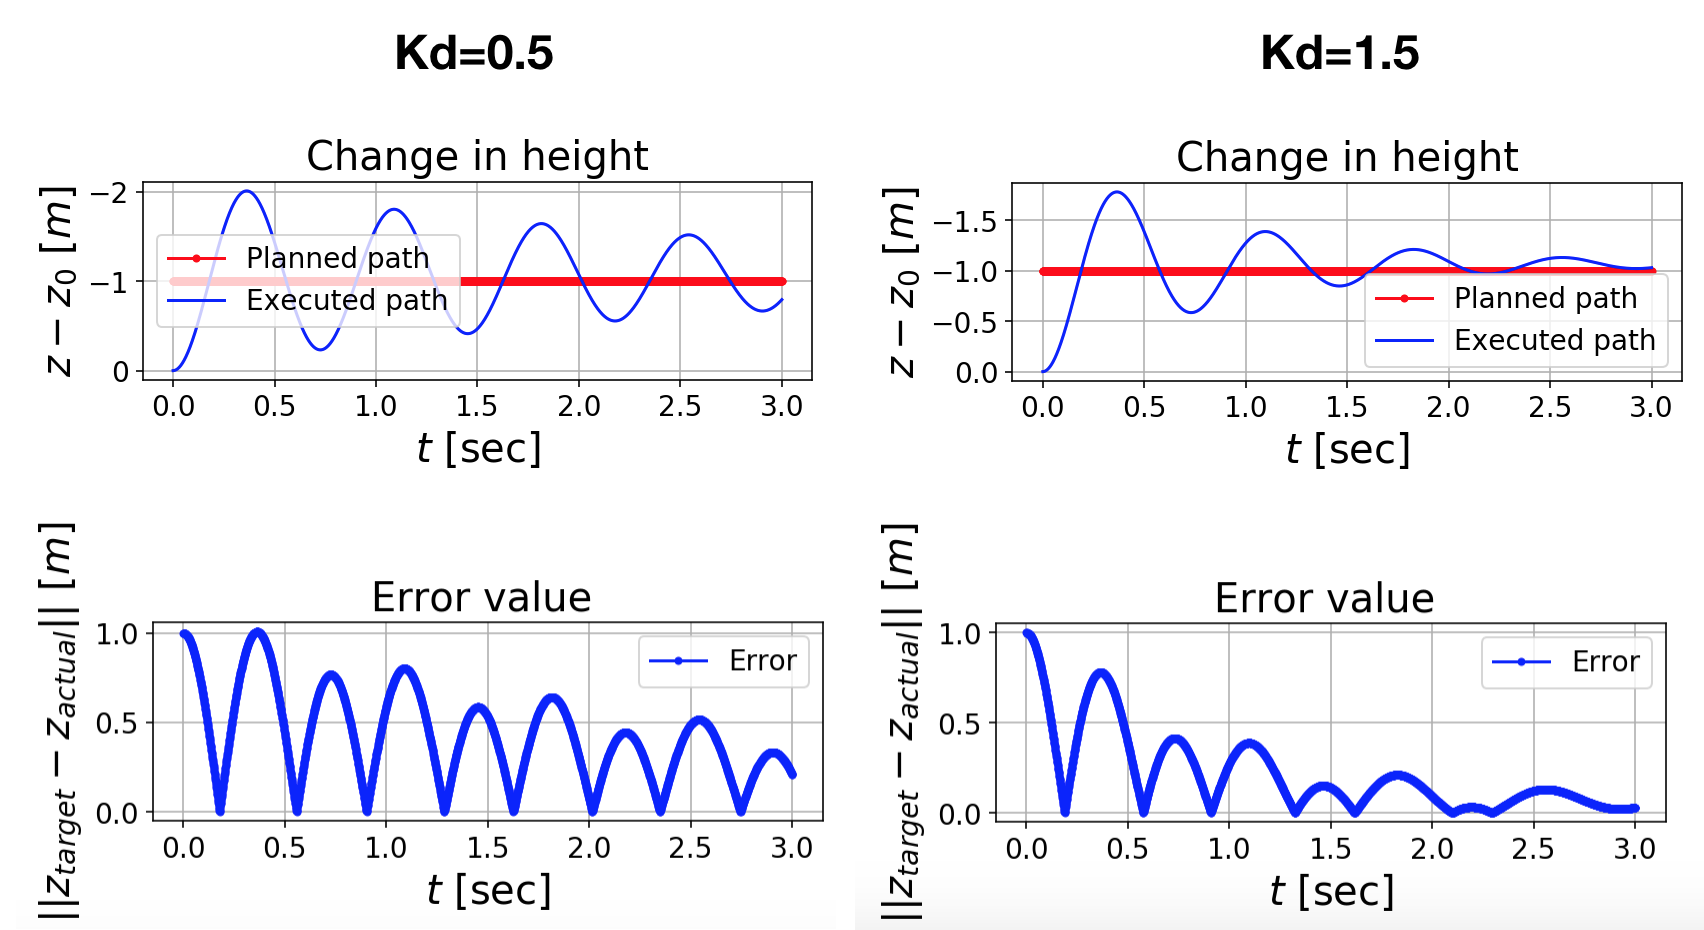 Kd=0.5
Change in height
z − z0 [m]
−2
−1
0
Planned path
Executed path
0.0 0.5 1.0 1.5 2.0 2.5 3.0
t [sec]
Error value
||ztarget − zactual|| [m]
1.0
0.5
0.0
Error
0.0 0.5 1.0 1.5 2.0 2.5 3.0
t [sec]
Kd=1.5
Change in height
z − z0 [m]
−1.5
−1.0
−0.5
0.0
Planned path
Executed path
0.0 0.5 1.0 1.5 2.0 2.5 3.0
t [sec]
Error value
||ztarget − zactual|| [m]
1.0
0.5
0.0
Error
0.0 0.5 1.0 1.5 2.0 2.5 3.0
t [sec]